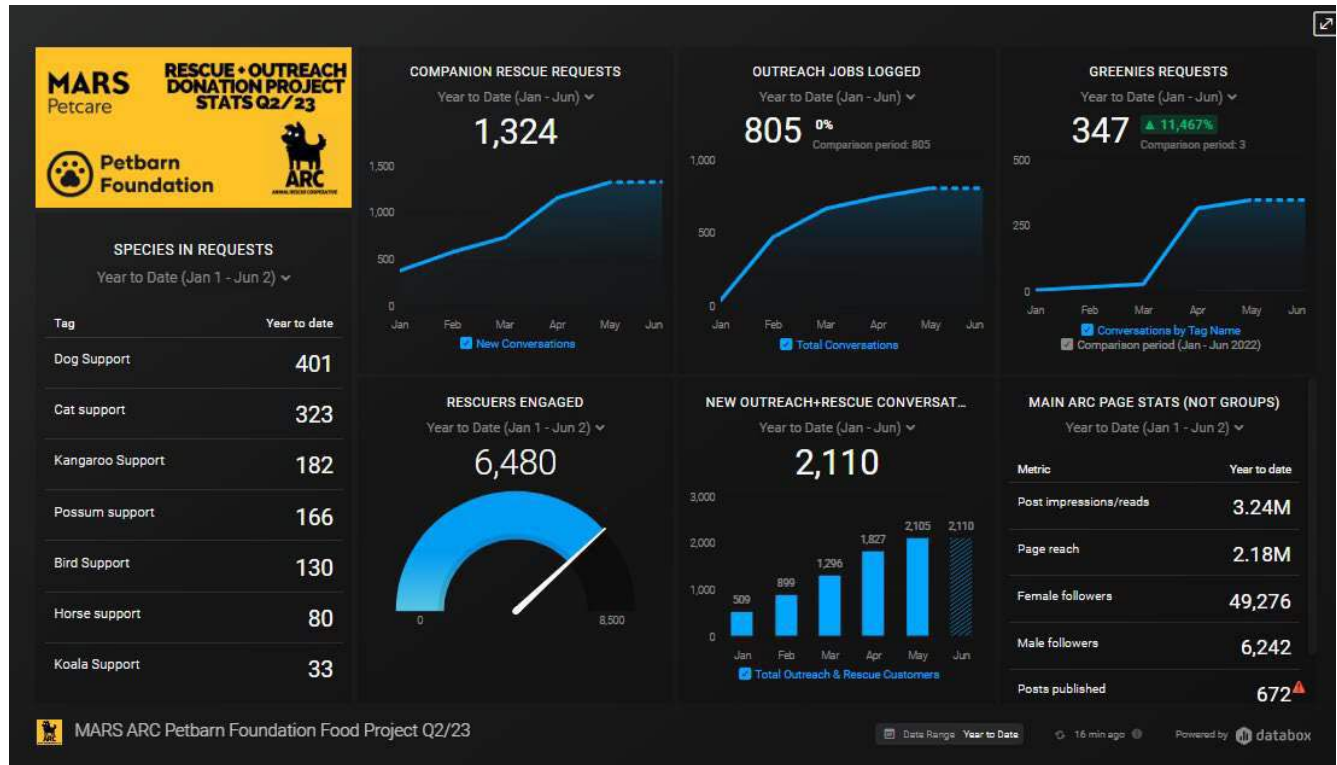 MARS
Petcare
RESCUE + OUTREACH
DONATION PROJECT
STATS Q2/23
Petbarn
Foundation
ARC
ANIMAL RESCUE COOPERATIVE
SPECIES IN REQUESTS
Year to Date (Jan 1 - Jun 2)
Tag Year to date
Dog Support 401
Cat support 323
Kangaroo Support 182
Possum support 166
Bird Support 130
Horse support 80
Koala Support 33
COMPANION RESCUE REQUESTS
Year to Date (Jan - Jun)
1,324
1,500
1,000
500
0
Jan Feb Mar Apr May Jun
New Conversations
OUTREACH JOBS LOGGED
Year to Date (Jan - Jun)
805 0%
Comparison period: 805
1,000
500
0
Jan Feb Mar Apr May Jun
Total Conversations
GREENIES REQUESTS
Year to Date (Jan - Jun)
347 ▲ 11,467%
Comparison period: 3
500
250
0
Jan Feb Mar Apr May Jun
Conversations by Tag Name
Comparison period (Jan - Jun 2022)
RESCUERS ENGAGED
Year to Date (Jan 1 - Jun 2)
6,480
0 8,500
NEW OUTREACH+RESCUE CONVERSAT...
Year to Date (Jan - Jun)
2,110
3,000
2,000
1,000
0
509 899 1,296 1,827 2,105 2,110
Jan Feb Mar Apr May Jun
Total Outreach & Rescue Customers
MAIN ARC PAGE STATS (NOT GROUPS)
Year to Date (Jan 1 - Jun 2)
Metric Year to date
Post impressions/reads 3.24M
Page reach 2.18M
Female followers 49,276
Male followers 6,242
Posts published 672
ARC
MARS ARC Petbarn Foundation Food Project Q2/23
Date Range Year to Date
16 min ago
Powered by databox